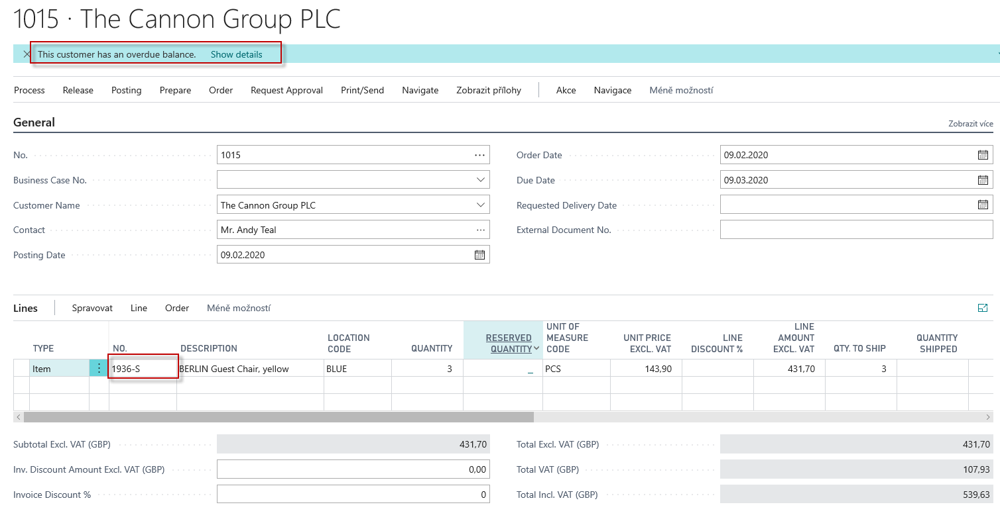 1015 · The Cannon Group PLC
This customer has an overdue balance. Show details
Process Release Posting Prepare Order Request Approval Print/Send Navigate Zobrazit přílohy Akce Navigace Méně možností
General Zobrazit více
No. 1015 Order Date 09.02.2020
Business Case No. Due Date 09.03.2020
Customer Name The Cannon Group PLC Requested Delivery Date
Contact Mr. Andy Teal External Document No.
Posting Date 09.02.2020
Lines Spravovat Line Order Méně možností
TYPE NO. DESCRIPTION LOCATION CODE QUANTITY RESERVED QUANTITY UNIT OF MEASURE CODE UNIT PRICE EXCL. VAT LINE DISCOUNT % LINE AMOUNT EXCL. VAT QTY. TO SHIP QUANTITY SHIPPED
Item 1936-S BERLIN Guest Chair, yellow BLUE 3 _ PCS 143,90 431,70 3
Subtotal Excl. VAT (GBP) 431,70 Total Excl. VAT (GBP) 431,70
Inv. Discount Amount Excl. VAT (GBP) 0,00 Total VAT (GBP) 107,93
Invoice Discount % 0 Total Incl. VAT (GBP) 539,63